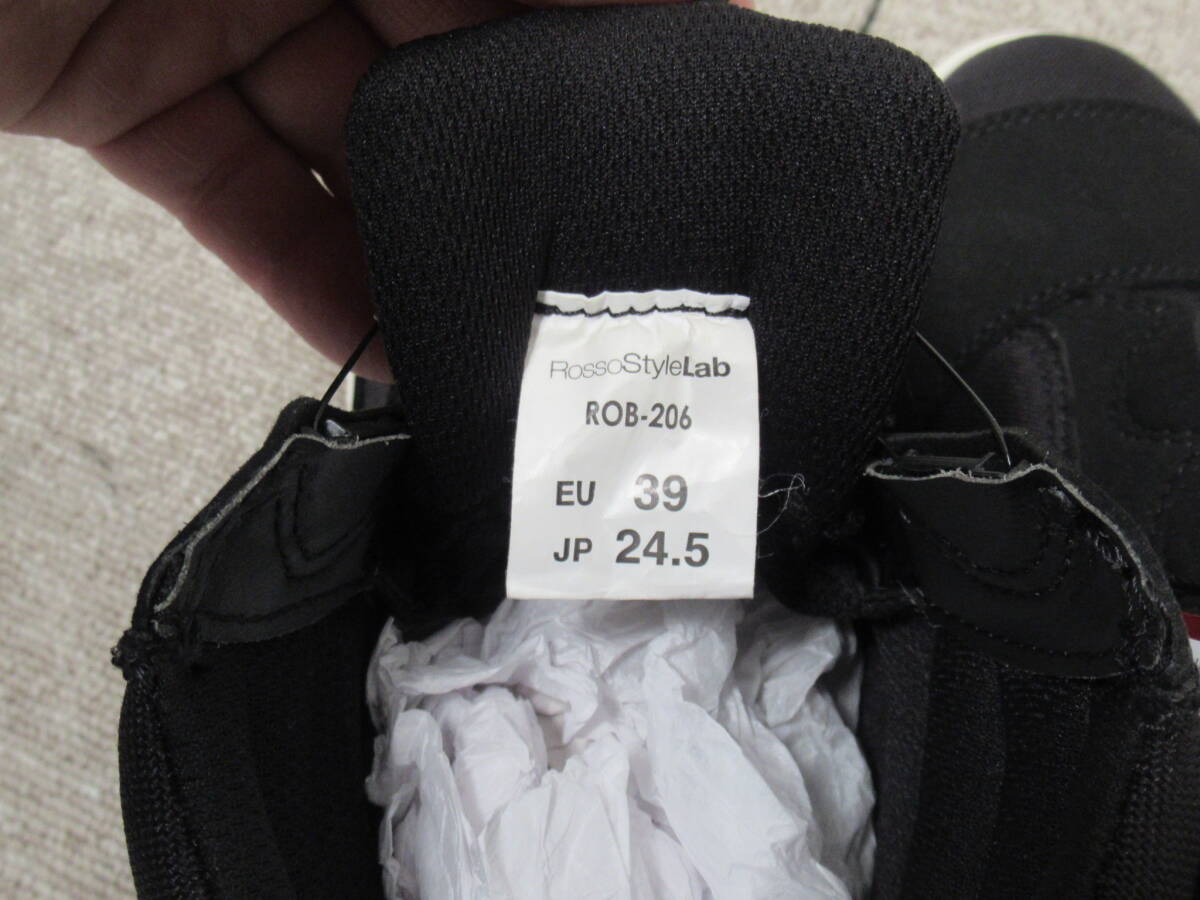 RossoStyleLab
ROB-206
EU 39
JP 24.5